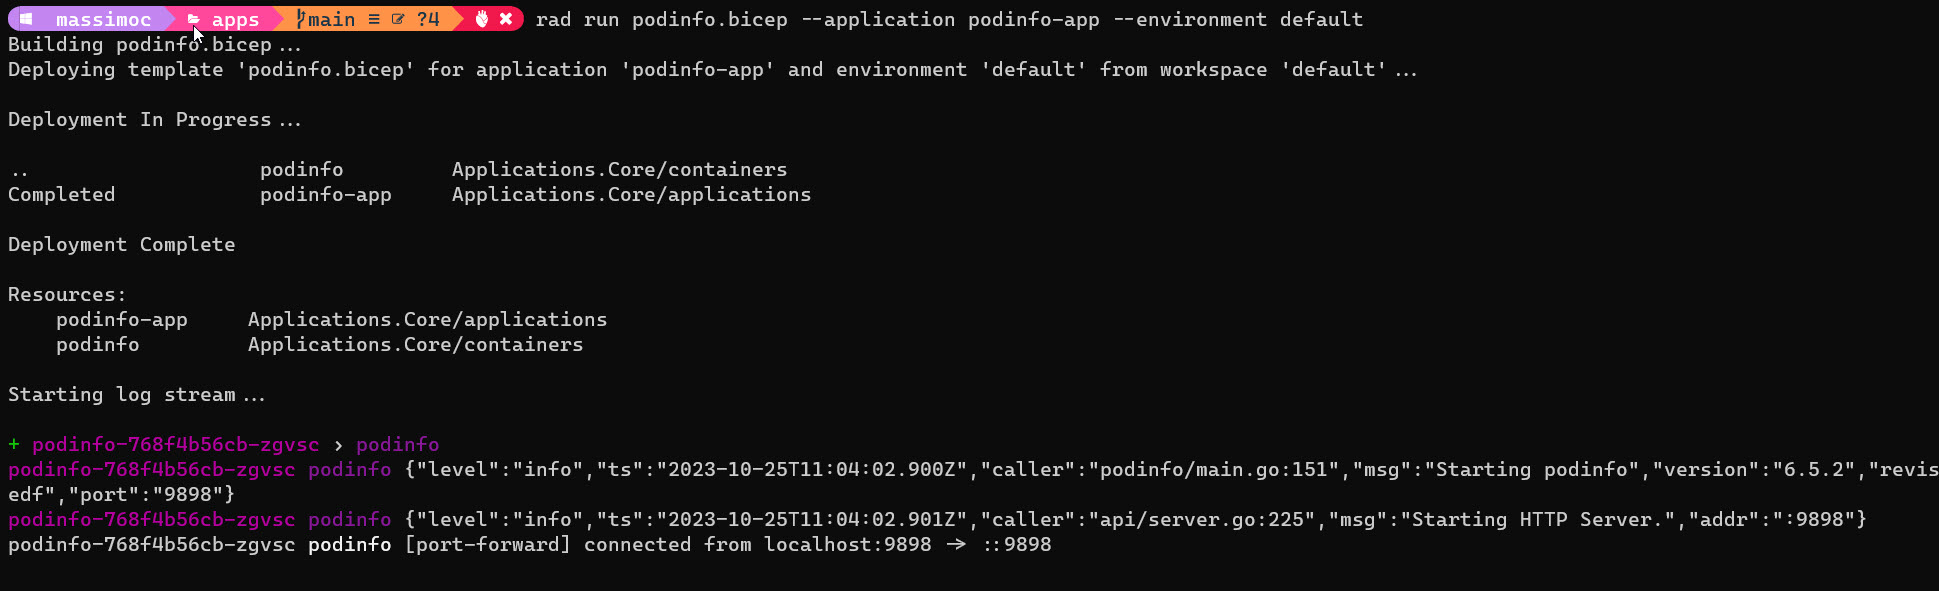 massimoc apps main ≡ ?4 rad run podinfo.bicep --application podinfo-app --environment default
Building podinfo.bicep...
Deploying template 'podinfo.bicep' for application 'podinfo-app' and environment 'default' from workspace 'default'...
Deployment In Progress...
.. podinfo Applications.Core/containers
Completed podinfo-app Applications.Core/applications
Deployment Complete
Resources:
podinfo-app Applications.Core/applications
podinfo Applications.Core/containers
Starting log stream...
+ podinfo-768f4b56cb-zgvsc › podinfo
podinfo-768f4b56cb-zgvsc podinfo {"level":"info","ts":"2023-10-25T11:04:02.900Z","caller":"podinfo/main.go:151","msg":"Starting podinfo","version":"6.5.2","revis
edf","port":"9898"}
podinfo-768f4b56cb-zgvsc podinfo {"level":"info","ts":"2023-10-25T11:04:02.901Z","caller":"api/server.go:225","msg":"Starting HTTP Server.","addr":":9898"}
podinfo-768f4b56cb-zgvsc podinfo [port-forward] connected from localhost:9898 -> ::9898